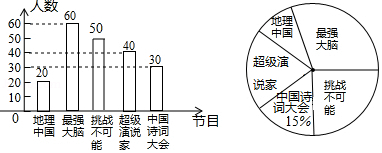 人数
60
50
40
30
20
10
0
20
60
50
40
30
地理
中国
最强
大脑
挑战
不可
能
超级
演
说家
中国
诗词
大会
节目
地理
中国
最强
大脑
超级演
说家
中国诗
词大会
15%
挑战
不可能